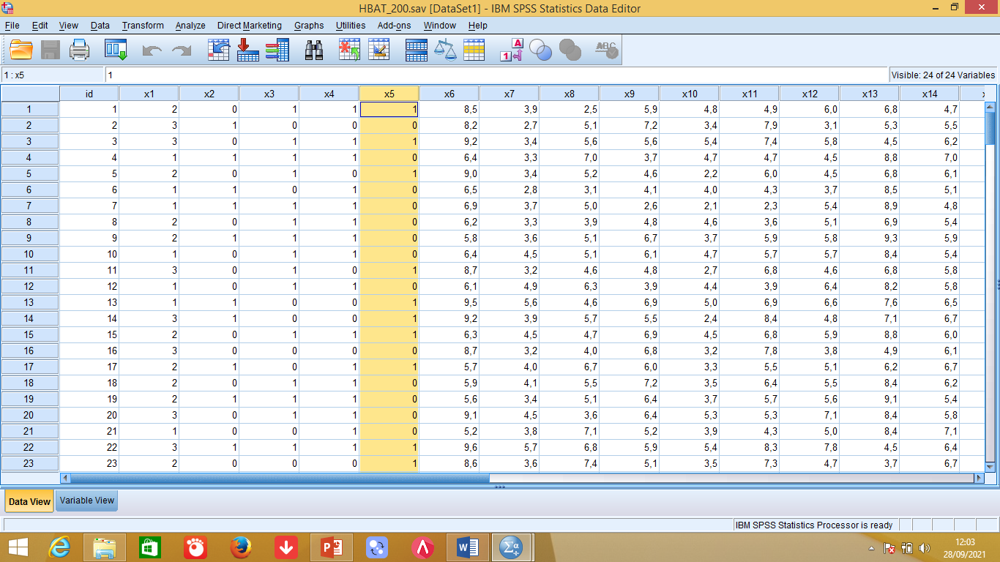 HBAT_200.sav [DataSet1] - IBM SPSS Statistics Data Editor
File Edit View Data Transform Analyze Direct Marketing Graphs Utilities Add-ons Window Help
1 A ABC
1 : x5 1 Visible: 24 of 24 Variables
id x1 x2 x3 x4 x5 x6 x7 x8 x9 x10 x11 x12 x13 x14
1 1 2 0 1 1 1 8,5 3,9 2,5 5,9 4,8 4,9 6,0 6,8 4,7
2 2 3 1 0 0 0 8,2 2,7 5,1 7,2 3,4 7,9 3,1 5,3 5,5
3 3 3 0 1 1 1 9,2 3,4 5,6 5,6 5,4 7,4 5,8 4,5 6,2
4 4 1 1 1 1 0 6,4 3,3 7,0 3,7 4,7 4,7 4,5 8,8 7,0
5 5 2 0 1 0 1 9,0 3,4 5,2 4,6 2,2 6,0 4,5 6,8 6,1
6 6 1 1 0 1 0 6,5 2,8 3,1 4,1 4,0 4,3 3,7 8,5 5,1
7 7 1 1 1 1 0 6,9 3,7 5,0 2,6 2,1 2,3 5,4 8,9 4,8
8 8 2 0 1 1 0 6,2 3,3 3,9 4,8 4,6 3,6 5,1 6,9 5,4
9 9 2 1 1 1 0 5,8 3,6 5,1 6,7 3,7 5,9 5,8 9,3 5,9
10 10 1 0 1 1 0 6,4 4,5 5,1 6,1 4,7 5,7 5,7 8,4 5,4
11 11 3 0 1 0 1 8,7 3,2 4,6 4,8 2,7 6,8 4,6 6,8 5,8
12 12 1 0 1 1 0 6,1 4,9 6,3 3,9 4,4 3,9 6,4 8,2 5,8
13 13 1 1 0 0 1 9,5 5,6 4,6 6,9 5,0 6,9 6,6 7,6 6,5
14 14 3 1 0 0 1 9,2 3,9 5,7 5,5 2,4 8,4 4,8 7,1 6,7
15 15 2 0 1 1 1 6,3 4,5 4,7 6,9 4,5 6,8 5,9 8,8 6,0
16 16 3 0 0 0 0 8,7 3,2 4,0 6,8 3,2 7,8 3,8 4,9 6,1
17 17 2 1 0 1 1 5,7 4,0 6,7 6,0 3,3 5,5 5,1 6,2 6,7
18 18 2 0 1 1 0 5,9 4,1 5,5 7,2 3,5 6,4 5,5 8,4 6,2
19 19 2 1 1 1 0 5,6 3,4 5,1 6,4 3,7 5,7 5,6 9,1 5,4
20 20 3 0 1 1 0 9,1 4,5 3,6 6,4 5,3 5,3 7,1 8,4 5,8
21 21 1 0 0 1 0 5,2 3,8 7,1 5,2 3,9 4,3 5,0 8,4 7,1
22 22 3 1 1 1 1 9,6 5,7 6,8 5,9 5,4 8,3 7,8 4,5 6,4
23 23 2 0 0 0 1 8,6 3,6 7,4 5,1 3,5 7,3 4,7 3,7 6,7
Data View Variable View
IBM SPSS Statistics Processor is ready
12:03
28/09/2021